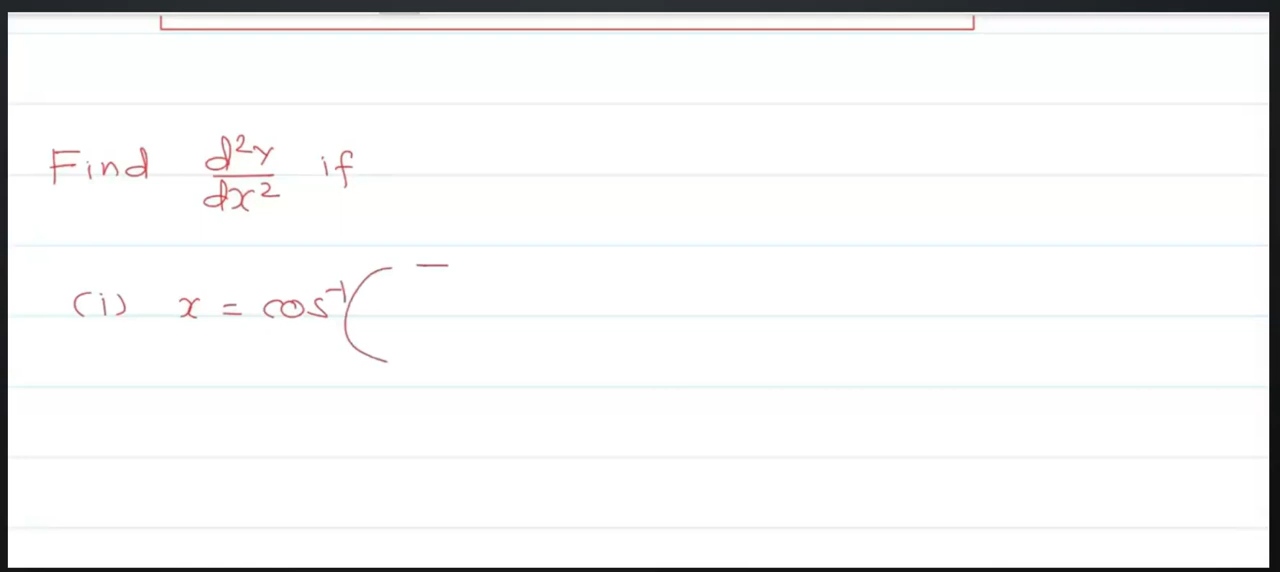 Find d²y/dx² if
(i) x = cos⁻¹(